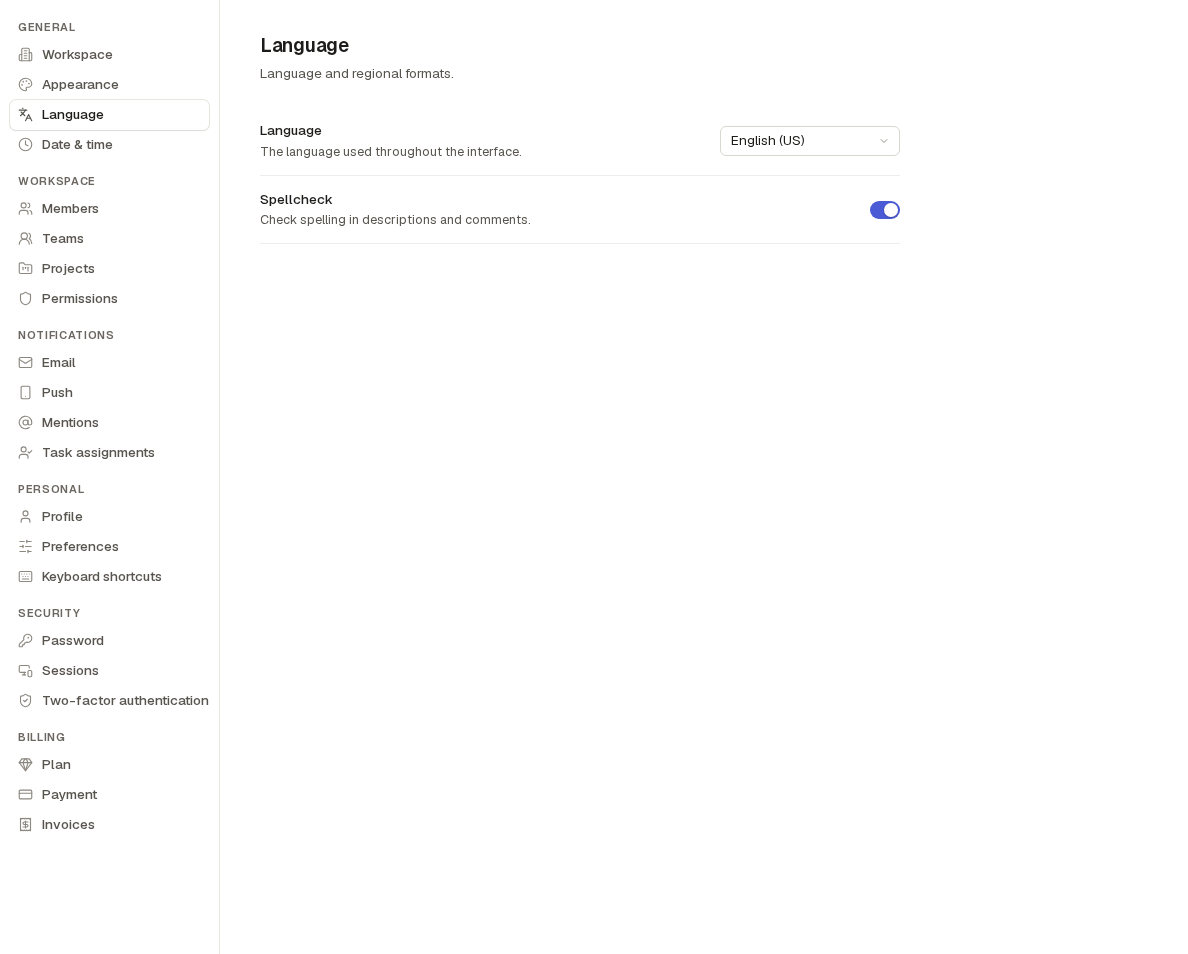 GENERAL
Workspace
Appearance
Language
Date & time
WORKSPACE
Members
Teams
Projects
Permissions
NOTIFICATIONS
Email
Push
Mentions
Task assignments
PERSONAL
Profile
Preferences
Keyboard shortcuts
SECURITY
Password
Sessions
Two-factor authentication
BILLING
Plan
Payment
Invoices
Language
Language and regional formats.
Language
The language used throughout the interface.
English (US)
Spellcheck
Check spelling in descriptions and comments.